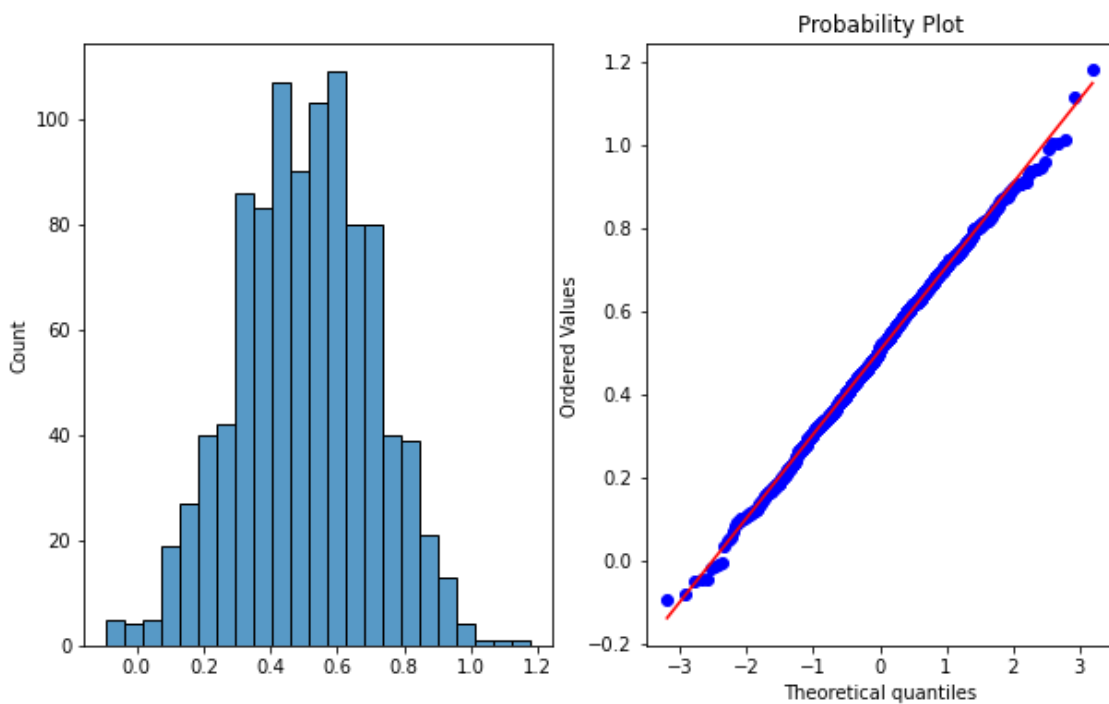 Count
100
80
60
40
20
0
0.0 0.2 0.4 0.6 0.8 1.0 1.2
Probability Plot
Ordered Values
1.2
1.0
0.8
0.6
0.4
0.2
0.0
−0.2
−3 −2 −1 0 1 2 3
Theoretical quantiles